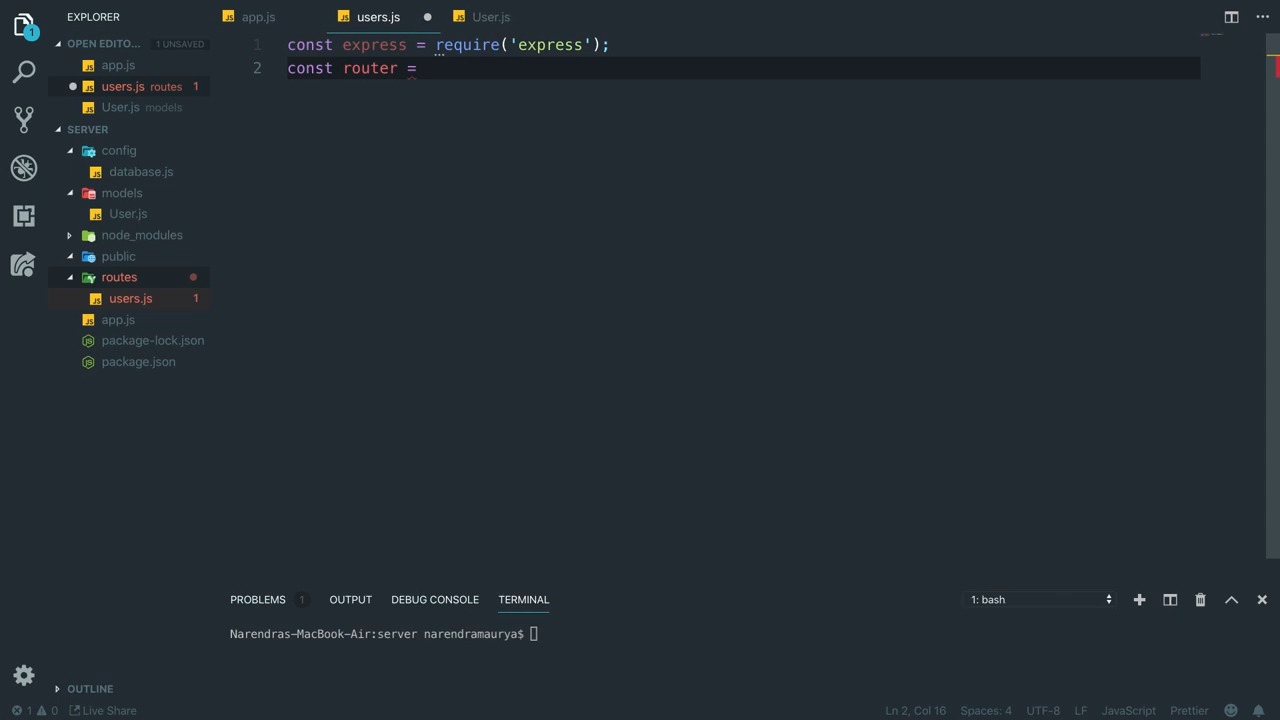 EXPLORER
app.js
users.js
User.js
OPEN EDITO...
1 UNSAVED
app.js
users.js routes 1
User.js models
SERVER
config
database.js
models
User.js
node_modules
public
routes
users.js 1
app.js
package-lock.json
package.json
1 const express = require('express');
2 const router =
PROBLEMS 1 OUTPUT DEBUG CONSOLE TERMINAL
1: bash
Narendras-MacBook-Air:server narendramaurya$
OUTLINE
1 0 Live Share
Ln 2, Col 16 Spaces: 4 UTF-8 LF JavaScript Prettier
1